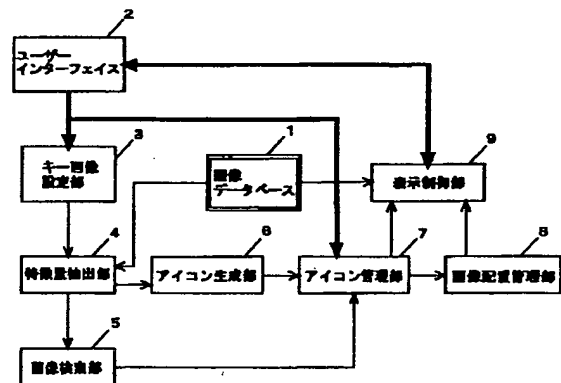 2
ユーザー
インターフェイス
3
キー画像
設定部
1
画像
データベース
9
表示制御部
4
特徴量検出部
6
アイコン生成部
7
アイコン管理部
8
画像配置管理部
5
画像検索部